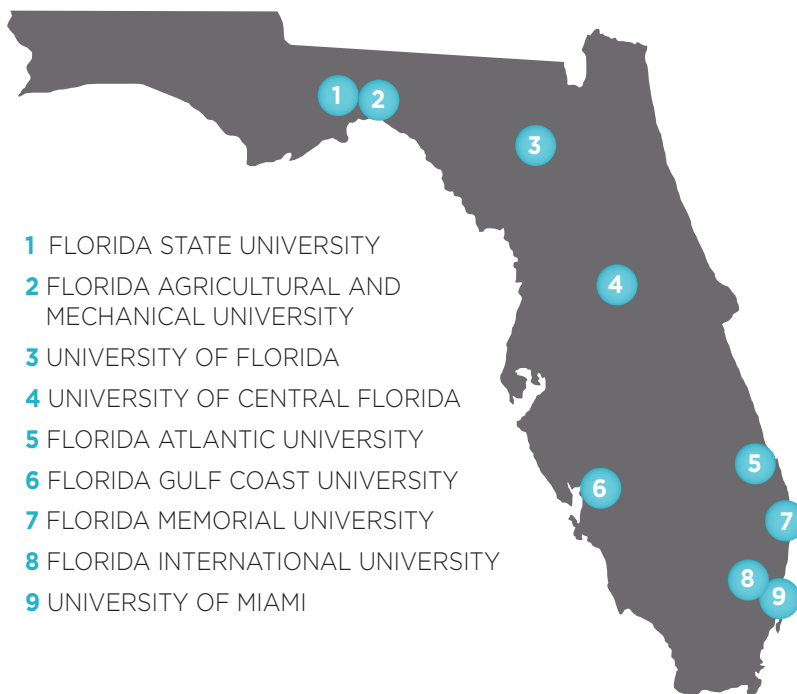 1
2
3
4
5
6
7
8
9
1 FLORIDA STATE UNIVERSITY
2 FLORIDA AGRICULTURAL AND
MECHANICAL UNIVERSITY
3 UNIVERSITY OF FLORIDA
4 UNIVERSITY OF CENTRAL FLORIDA
5 FLORIDA ATLANTIC UNIVERSITY
6 FLORIDA GULF COAST UNIVERSITY
7 FLORIDA MEMORIAL UNIVERSITY
8 FLORIDA INTERNATIONAL UNIVERSITY
9 UNIVERSITY OF MIAMI